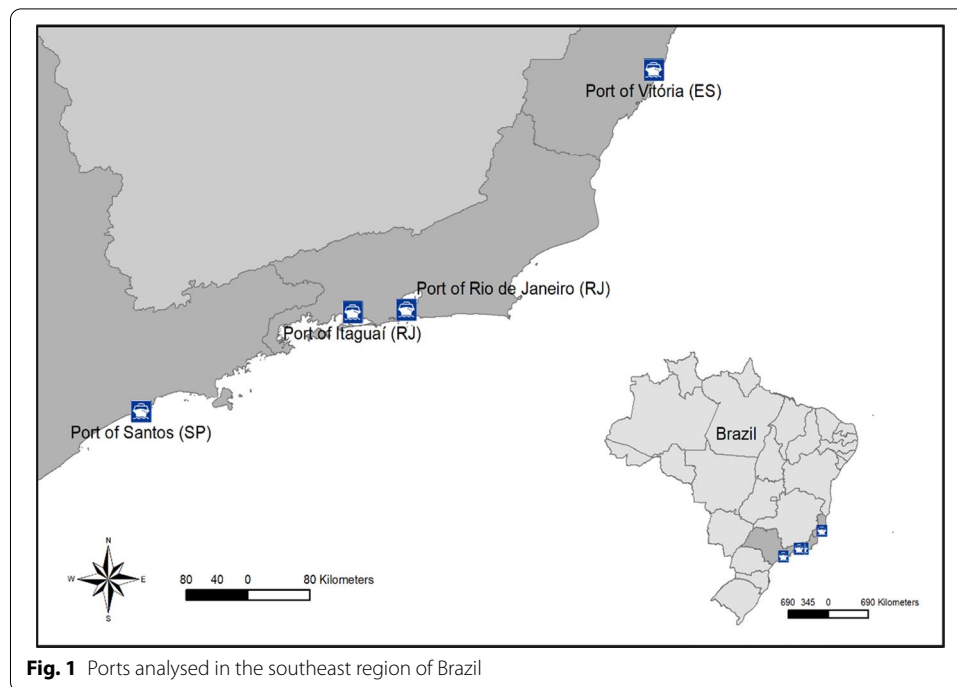 Port of Vitória (ES)
Port of Rio de Janeiro (RJ)
Port of Itaguaí (RJ)
Port of Santos (SP)
Brazil
N
W E
S
80 40 0 80 Kilometers
690 345 0 690 Kilometers
Fig. 1 Ports analysed in the southeast region of Brazil